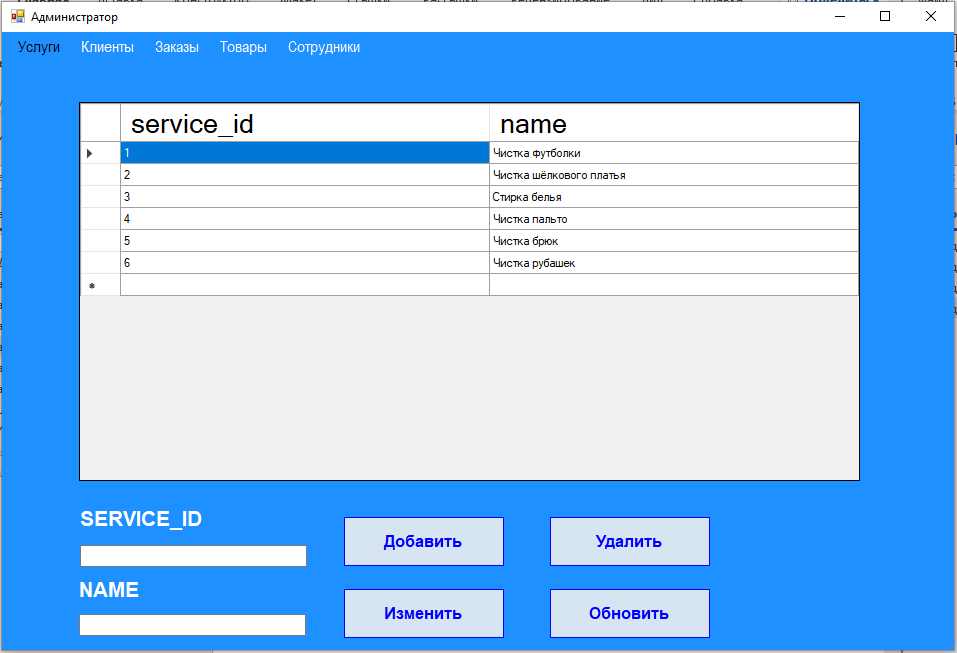 Администратор
Услуги Клиенты Заказы Товары Сотрудники
service_id name
1 Чистка футболки
2 Чистка шёлкового платья
3 Стирка белья
4 Чистка пальто
5 Чистка брюк
6 Чистка рубашек
SERVICE_ID
Добавить Удалить
NAME
Изменить Обновить